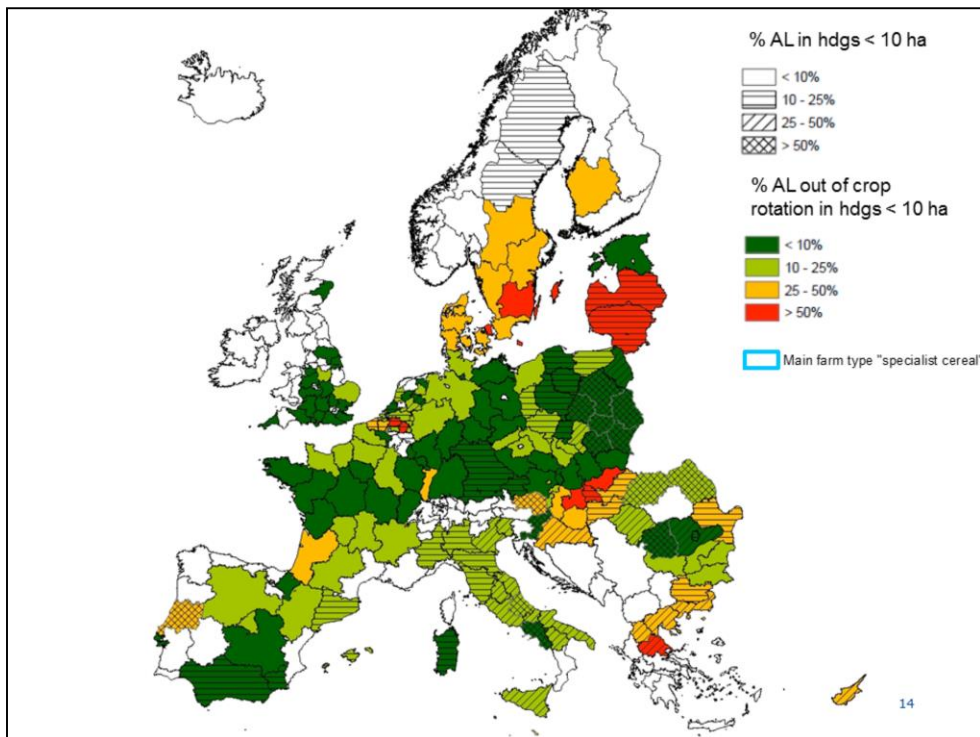 % AL in hdgs < 10 ha
< 10%
10 - 25%
25 - 50%
> 50%
% AL out of crop
rotation in hdgs < 10 ha
< 10%
10 - 25%
25 - 50%
> 50%
Main farm type "specialist cereal"
14